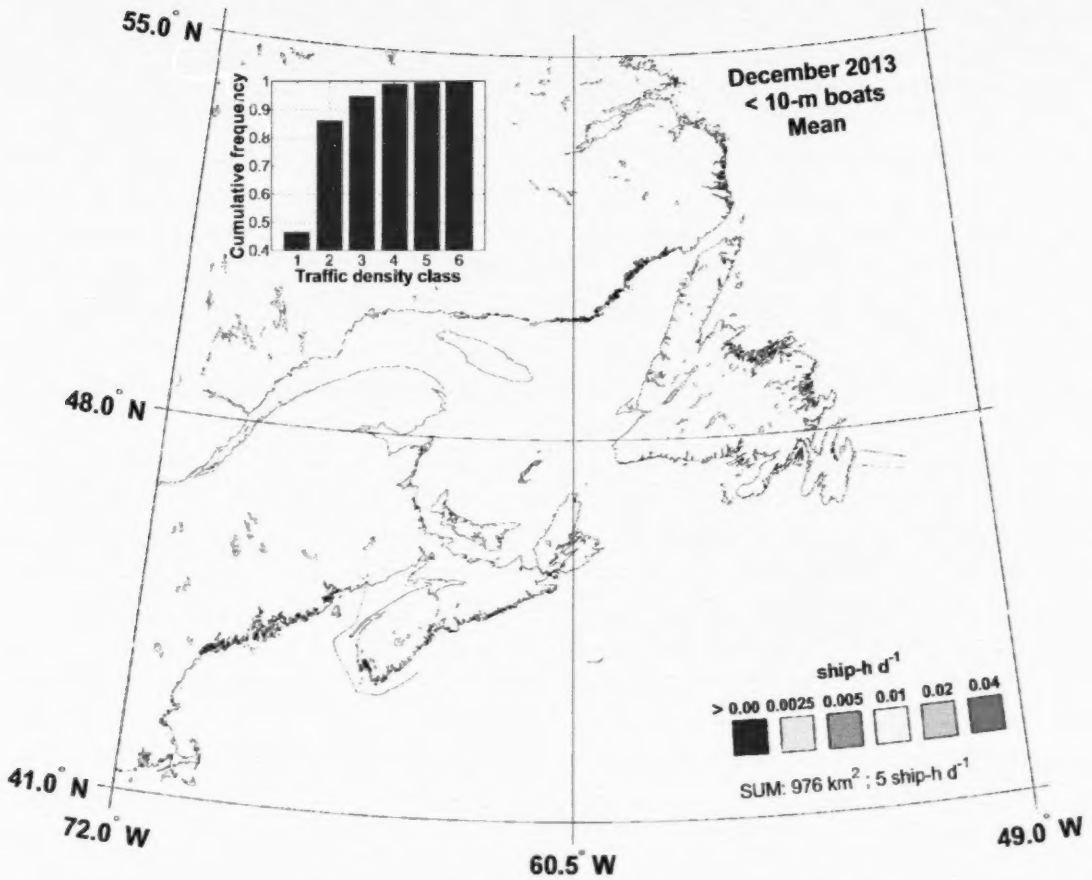 55.0° N
December 2013
< 10-m boats
Mean
Cumulative frequency
1
0.9
0.8
0.7
0.6
0.5
0.4
1 2 3 4 5 6
Traffic density class
48.0° N
ship-h d⁻¹
> 0.00 0.0025 0.005 0.01 0.02 0.04
SUM: 976 km² ; 5 ship-h d⁻¹
41.0° N
72.0° W
60.5° W
49.0° W